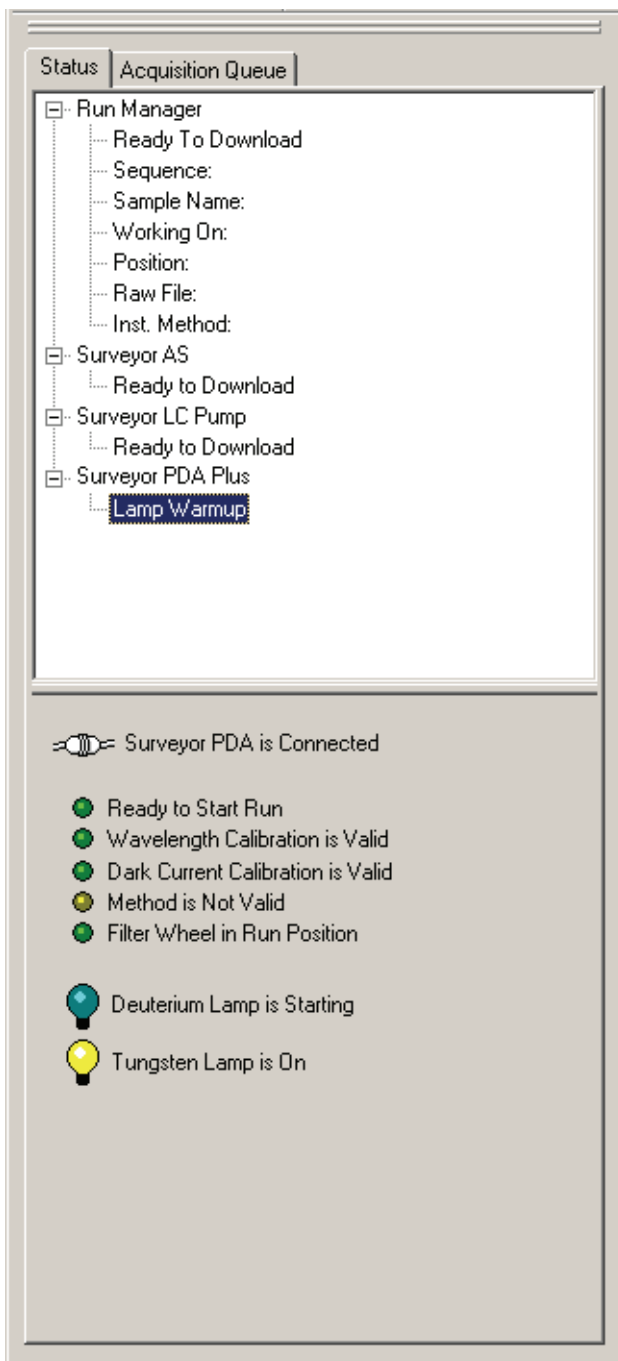 Status
Acquisition Queue
Run Manager
Ready To Download
Sequence:
Sample Name:
Working On:
Position:
Raw File:
Inst. Method:
Surveyor AS
Ready to Download
Surveyor LC Pump
Ready to Download
Surveyor PDA Plus
Lamp Warmup
Surveyor PDA is Connected
Ready to Start Run
Wavelength Calibration is Valid
Dark Current Calibration is Valid
Method is Not Valid
Filter Wheel in Run Position
Deuterium Lamp is Starting
Tungsten Lamp is On